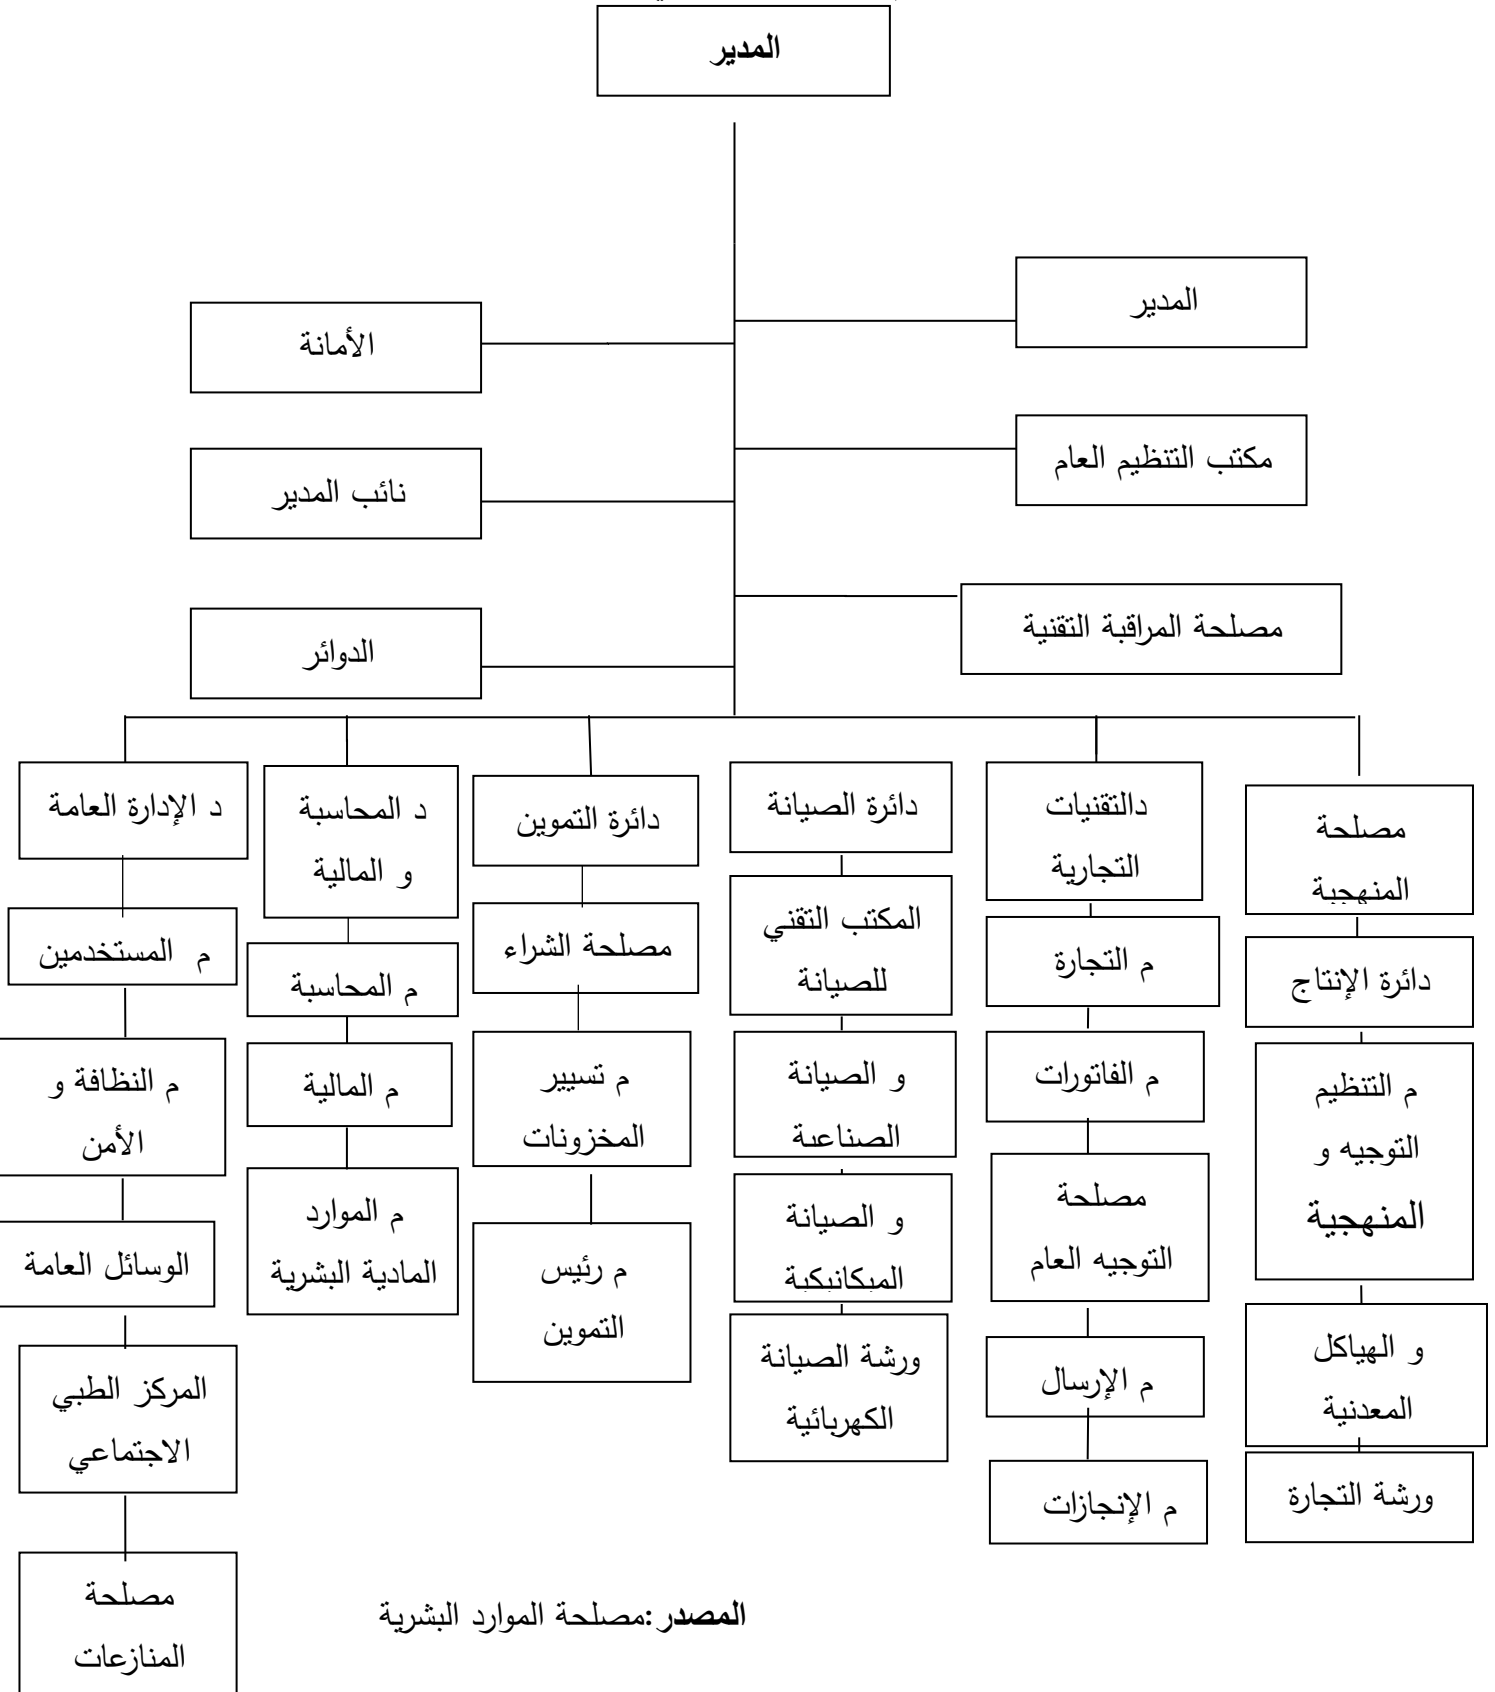 المدير
المدير
الأمانة
مكتب التنظيم العام
نائب المدير
مصلحة المراقبة التقنية
الدوائر
مصلحة
المنهجية
دائرة الإنتاج
م التنظيم
التوجيه و
المنهجية
و الهياكل
المعدنية
ورشة التجارة
دالتقنيات
التجارية
م التجارة
م الفاتورات
مصلحة
التوجيه العام
م الإرسال
م الإنجازات
دائرة الصيانة
المكتب التقني
للصيانة
و الصيانة
الصناعية
و الصيانة
الميكانيكية
ورشة الصيانة
الكهربائية
دائرة التموين
مصلحة الشراء
م تسيير
المخزونات
م رئيس
التموين
د المحاسبة
و المالية
م المحاسبة
م المالية
م الموارد
المادية البشرية
د الإدارة العامة
م المستخدمين
م النظافة و
الأمن
الوسائل العامة
المركز الطبي
الاجتماعي
مصلحة
المنازعات
المصدر :مصلحة الموارد البشرية